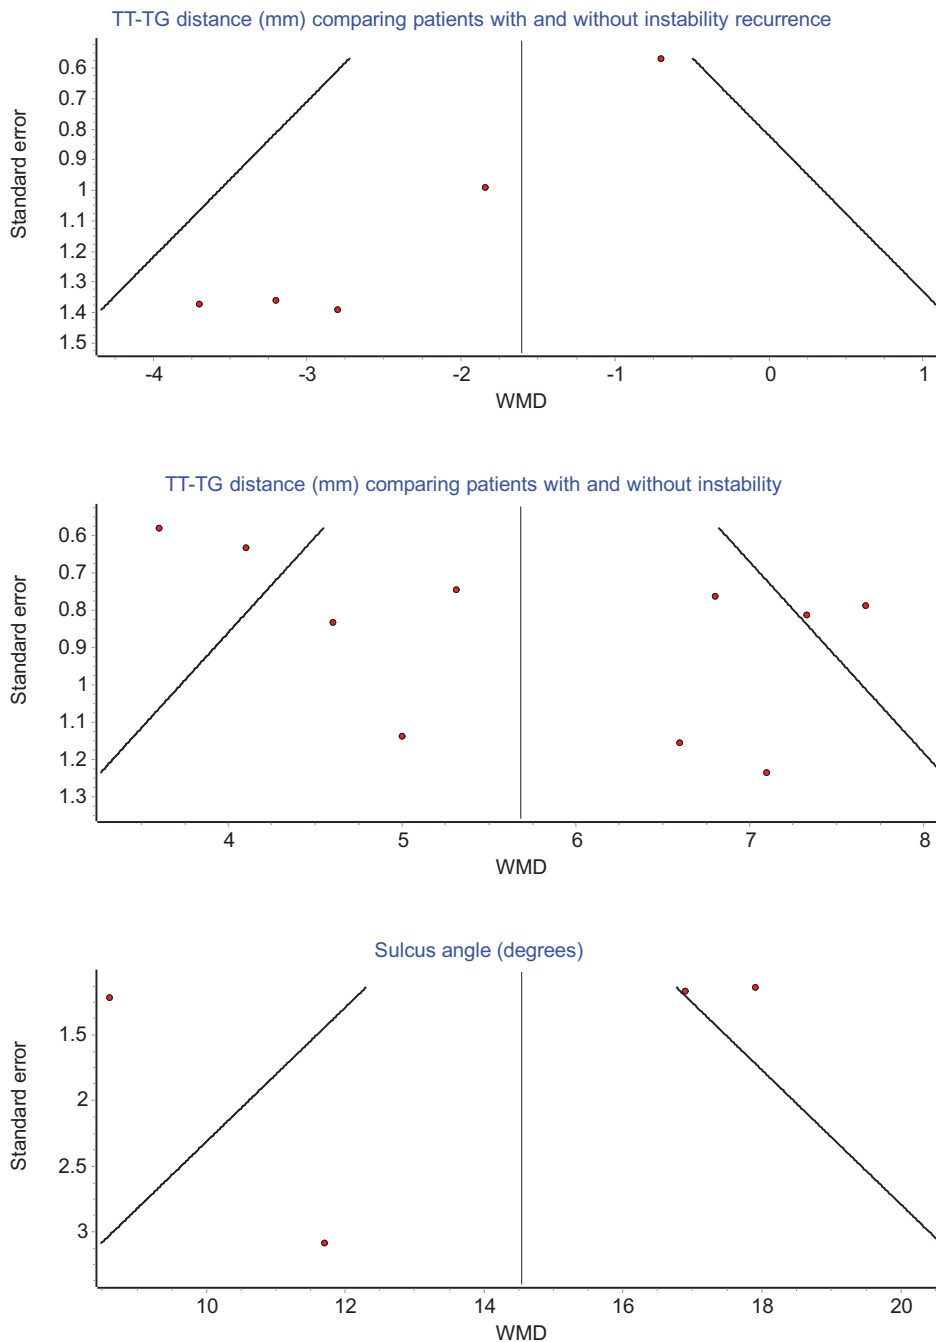 TT-TG distance (mm) comparing patients with and without instability recurrence
Standard error
0.6
0.7
0.8
0.9
1
1.1
1.2
1.3
1.4
1.5
-4 -3 -2 -1 0 1
WMD
TT-TG distance (mm) comparing patients with and without instability
Standard error
0.6
0.7
0.8
0.9
1
1.1
1.2
1.3
4 5 6 7 8
WMD
Sulcus angle (degrees)
Standard error
1.5
2
2.5
3
10 12 14 16 18 20
WMD